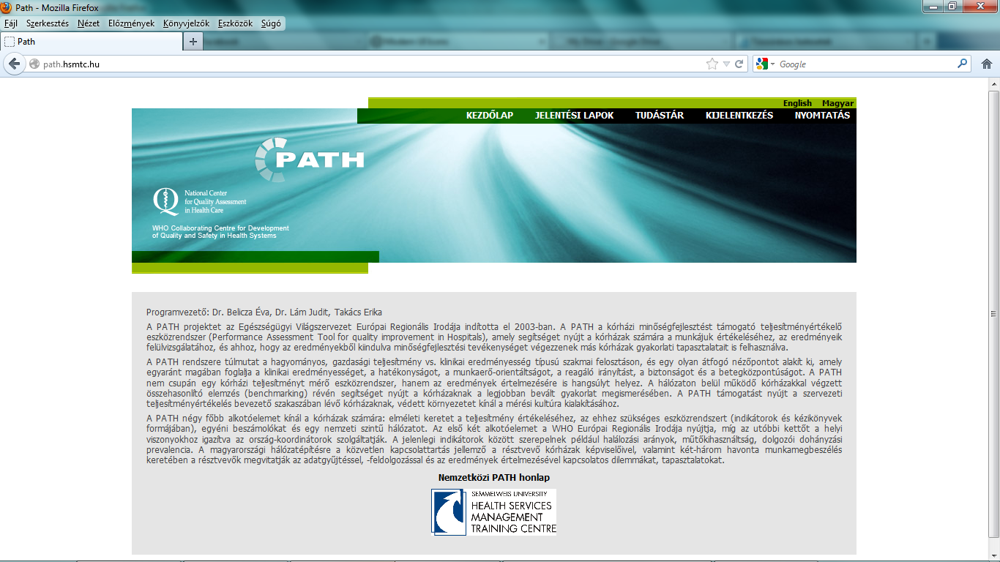 Path - Mozilla Firefox
Fájl Szerkesztés Nézet Előzmények Könyvjelzők Eszközök Súgó
Path
path.hsmtc.hu
Google
English Magyar
KEZDŐLAP JELENTÉSI LAPOK TUDÁSTÁR KIJELENTKEZÉS NYOMTATÁS
PATH
Q
National Center
for Quality Assessment
in Health Care
WHO Collaborating Centre for Development
of Quality and Safety in Health Systems
Programvezető: Dr. Belicza Éva, Dr. Lám Judit, Takács Erika
A PATH projektet az Egészségügyi Világszervezet Európai Regionális Irodája indította el 2003-ban. A PATH a kórházi minőségfejlesztést támogató teljesítményértékelő
eszközrendszer (Performance Assessment Tool for quality improvement in Hospitals), amely segítséget nyújt a kórházak számára a munkájuk értékeléséhez, az eredményeik
felülvizsgálatához, és ahhoz, hogy az eredményekből kiindulva minőségfejlesztési tevékenységet végezzenek más kórházak gyakorlati tapasztalatait is felhasználva.
A PATH rendszere túlmutat a hagyományos, gazdasági teljesítmény vs. klinikai eredményesség típusú szakmai felosztáson, és egy olyan átfogó nézőpontot alakít ki, amely
egyaránt magában foglalja a klinikai eredményességet, a hatékonyságot, a munkaerő-orientáltságot, a reagáló irányítást, a biztonságot és a betegközpontúságot. A PATH
nem csupán egy kórházi teljesítményt mérő eszközrendszer, hanem az eredmények értelmezésére is hangsúlyt helyez. A hálózaton belül működő kórházakkal végzett
összehasonlító elemzés (benchmarking) révén segítséget nyújt a kórházaknak a legjobban bevált gyakorlat megismerésében. A PATH támogatást nyújt a szervezeti
teljesítményértékelés bevezető szakaszában lévő kórházaknak, védett környezetet kínál a mérési kultúra kialakításához.
A PATH négy főbb alkotóelemet kínál a kórházak számára: elméleti keretet a teljesítmény értékeléséhez, az ehhez szükséges eszközrendszert (indikátorok és kézikönyvek
formájában), egyéni beszámolókat és egy nemzeti szintű hálózatot. Az első két alkotóelemet a WHO Európai Regionális Irodája nyújtja, míg az utóbbi kettőt a helyi
viszonyokhoz igazítva az ország-koordinátorok szolgáltatják. A jelenlegi indikátorok között szerepelnek például halálozási arányok, műtőkihasználtság, dolgozói dohányzási
prevalencia. A magyarországi hálózatépítésre a közvetlen kapcsolattartás jellemző a résztvevő kórházak képviselőivel, valamint két-három havonta munkamegbeszélés
keretében a résztvevők megvitatják az adatgyűjtéssel, -feldolgozással és az eredmények értelmezésével kapcsolatos dilemmákat, tapasztalatokat.
Nemzetközi PATH honlap
SEMMELWEIS UNIVERSITY
HEALTH SERVICES
MANAGEMENT
TRAINING CENTRE